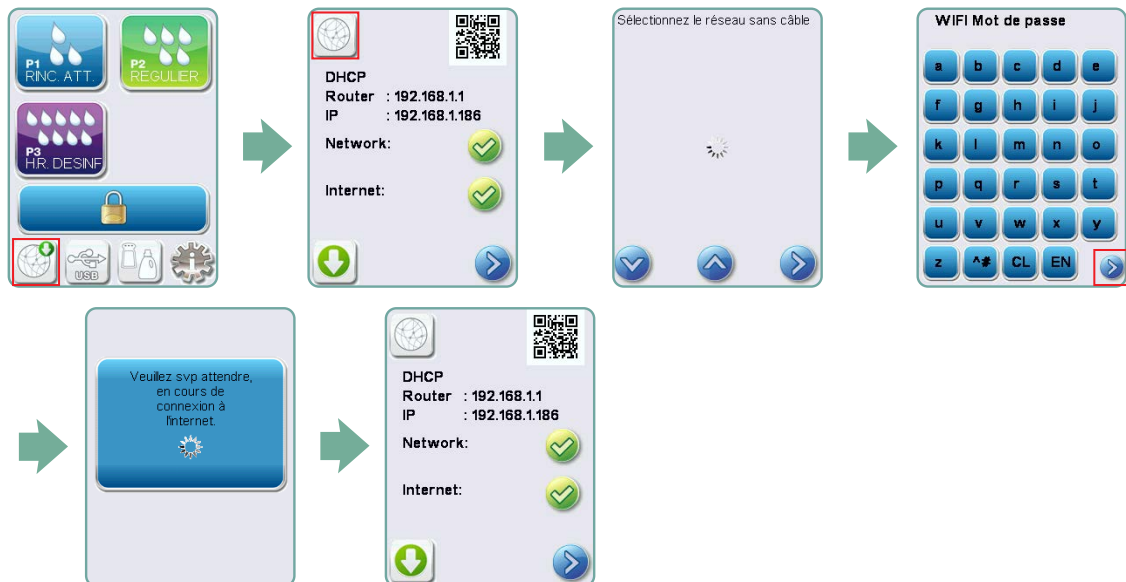 P1
RINC. ATT.
P2
REGULIER
P3
H.R. DESINF
USB
DHCP
Router : 192.168.1.1
IP : 192.168.1.186
Network:
Internet:
Sélectionnez le réseau sans câble
WIFI Mot de passe
a b c d e
f g h i j
k l m n o
p q r s t
u v w x y
z ^# CL EN
Veuillez svp attendre,
en cours de
connexion à
l'internet.
DHCP
Router : 192.168.1.1
IP : 192.168.1.186
Network:
Internet: